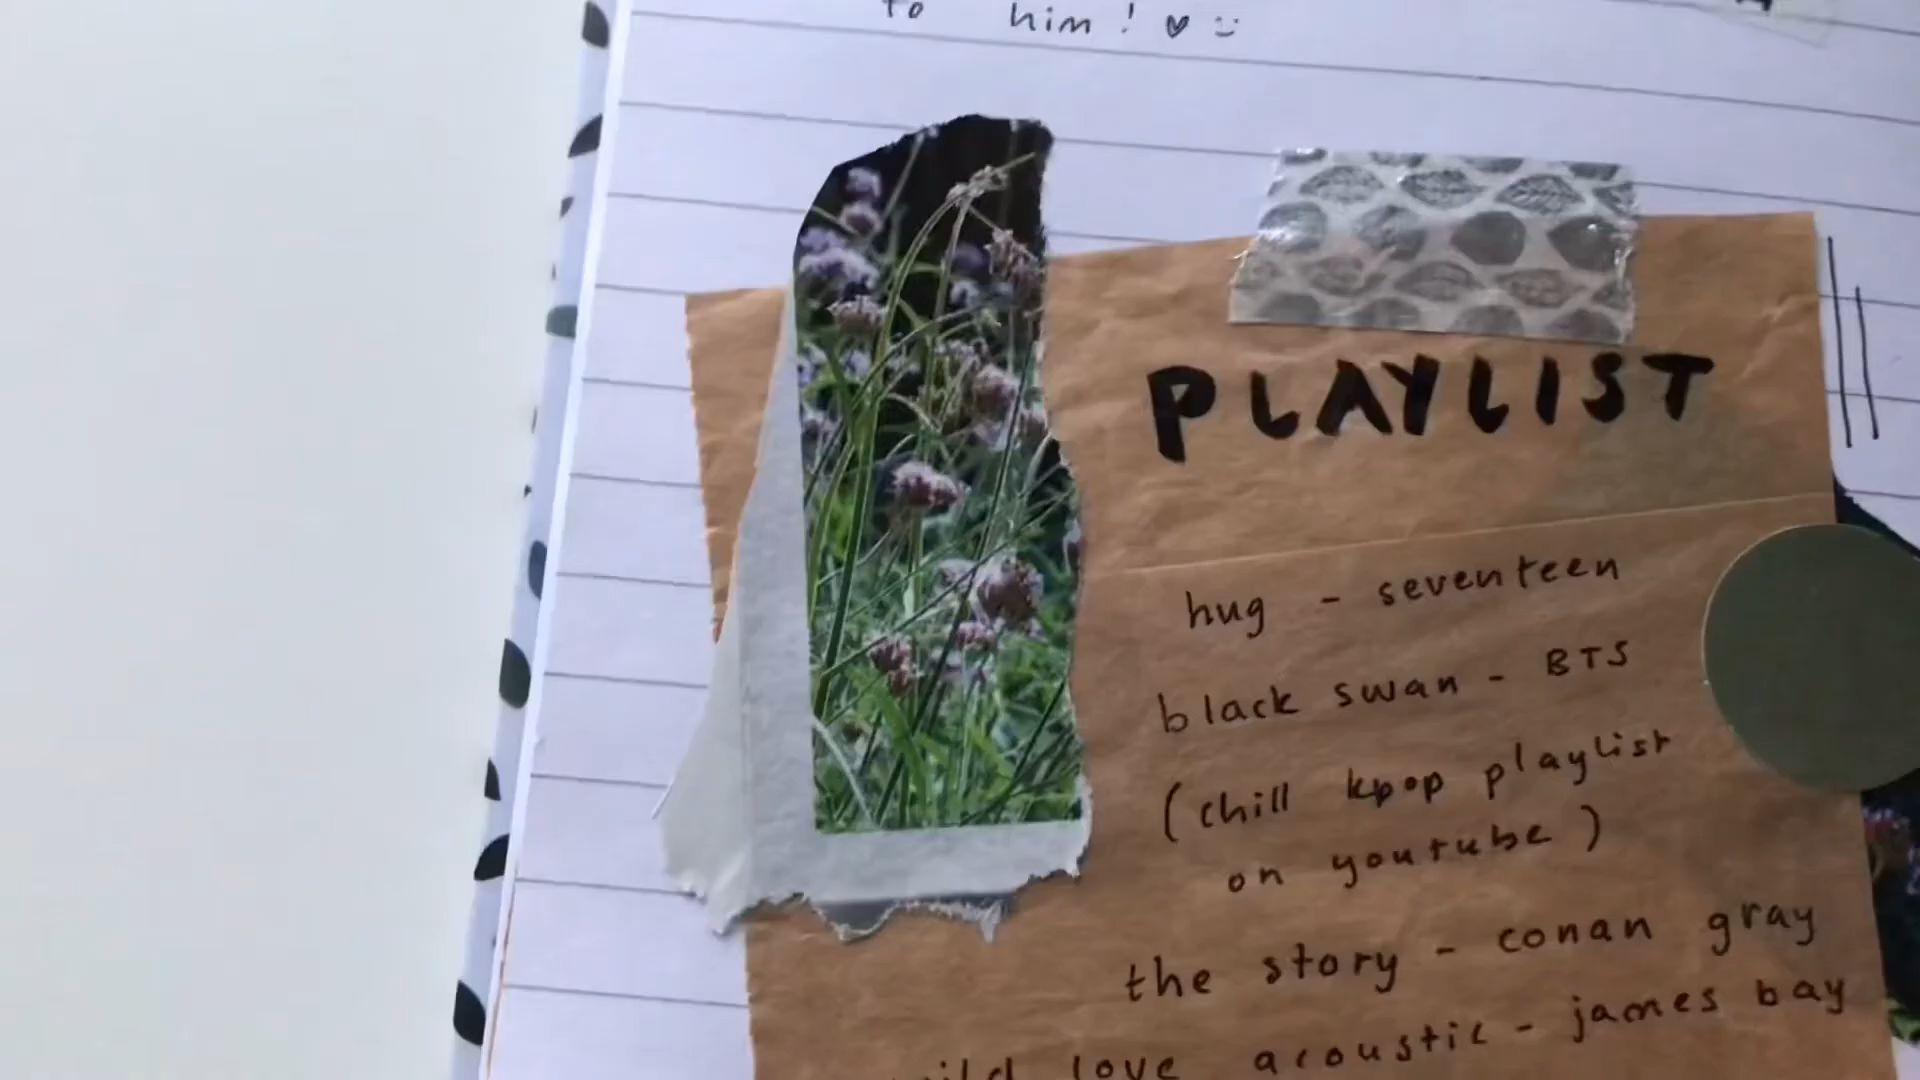 to him! ♡
PLAYLIST
hug - seventeen
black swan - BTS
(chill kpop playlist
on youtube)
the story - conan gray
love acoustic - james bay